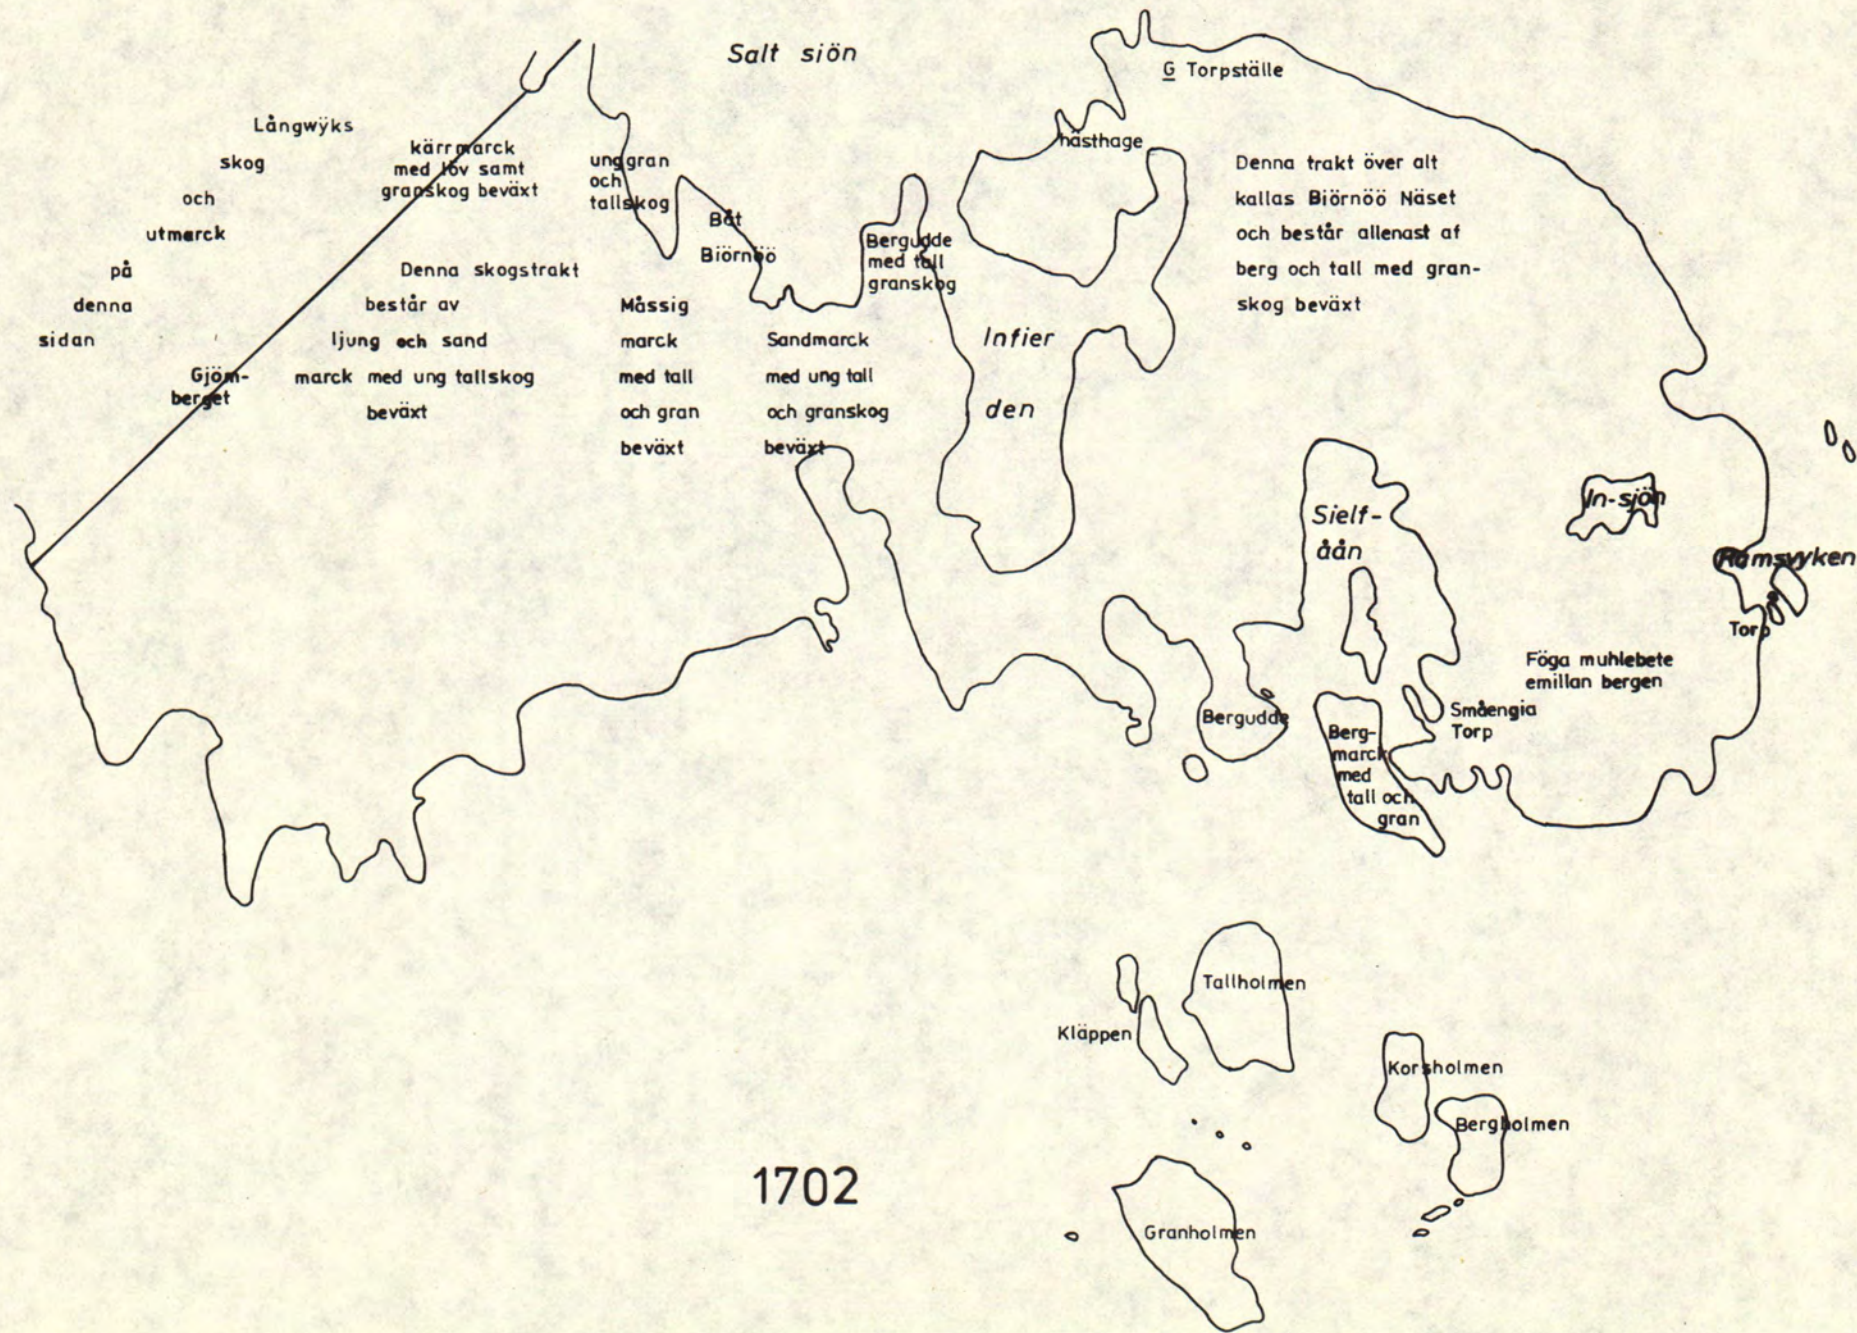 Salt siön
G Torpställe
Långwÿks
skog
och
utmarck
på
denna
sidan
kärrmarck
med löv samt
granskog beväxt
ung gran
och
tallskog
hästhage
Denna trakt över alt
kallas Biörnöö Näset
och består allenast af
berg och tall med gran-
skog beväxt
Båt
Biörnöö
Bergudde
med tall
granskog
Denna skogstrakt
består av
ljung och sand
marck med ung tallskog
beväxt
Gjöm-
berget
Måssig
marck
med tall
och gran
beväxt
Sandmarck
med ung tall
och granskog
beväxt
Infier
den
Sielf-
åån
In-sjön
Ramsvyken
Torp
Föga muhlebete
emillan bergen
Småengia
Torp
Bergudde
Berg-
marck
med
tall och
gran
Tallholmen
Kläppen
Korsholmen
Bergholmen
1702
Granholmen